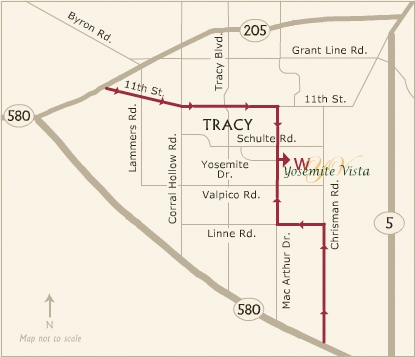 Byron Rd.
205
Tracy Blvd.
Grant Line Rd.
11th St.
11th St.
580
TRACY
Lammers Rd.
Schulte Rd.
W
Yosemite Vista
Yosemite
Dr.
Corral Hollow Rd.
Valpico Rd.
Chrisman Rd.
5
Linne Rd.
Mac Arthur Dr.
580
N
Map not to scale